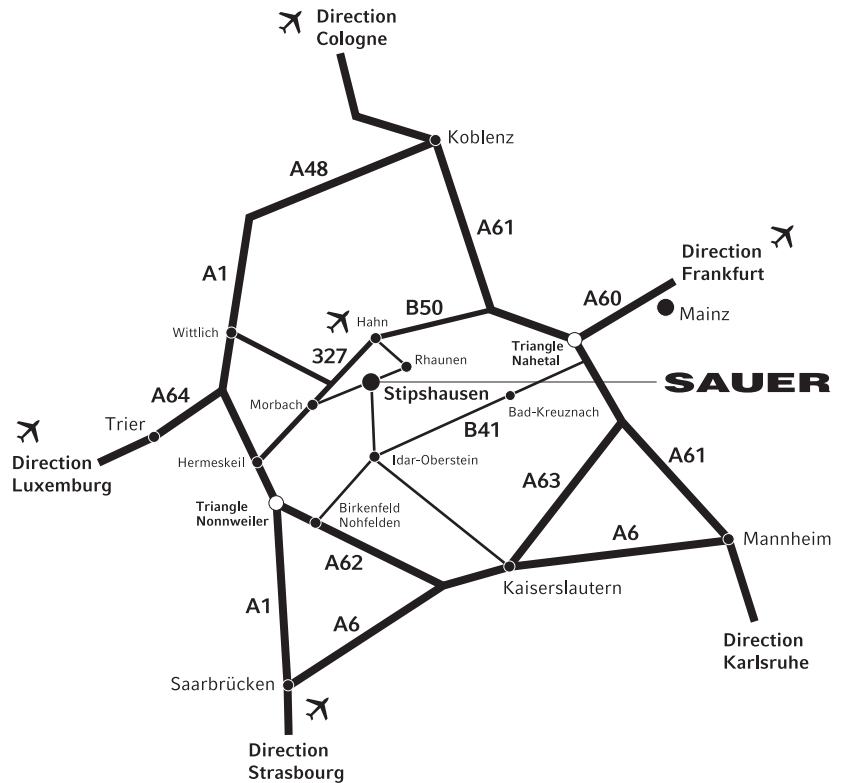 Direction
Cologne
Koblenz
A48
A61
Direction
Frankfurt
A1
A60
Mainz
B50
Hahn
Wittlich
327
Rhaunen
Triangle
Nahetal
SAUER
Stipshausen
A64
Morbach
Bad-Kreuznach
Trier
B41
Direction
Luxemburg
Hermeskeil
Idar-Oberstein
A63
A61
Triangle
Nonnweiler
Birkenfeld
Nohfelden
A6
Mannheim
A62
Kaiserslautern
A1
A6
Direction
Karlsruhe
Saarbrücken
Direction
Strasbourg